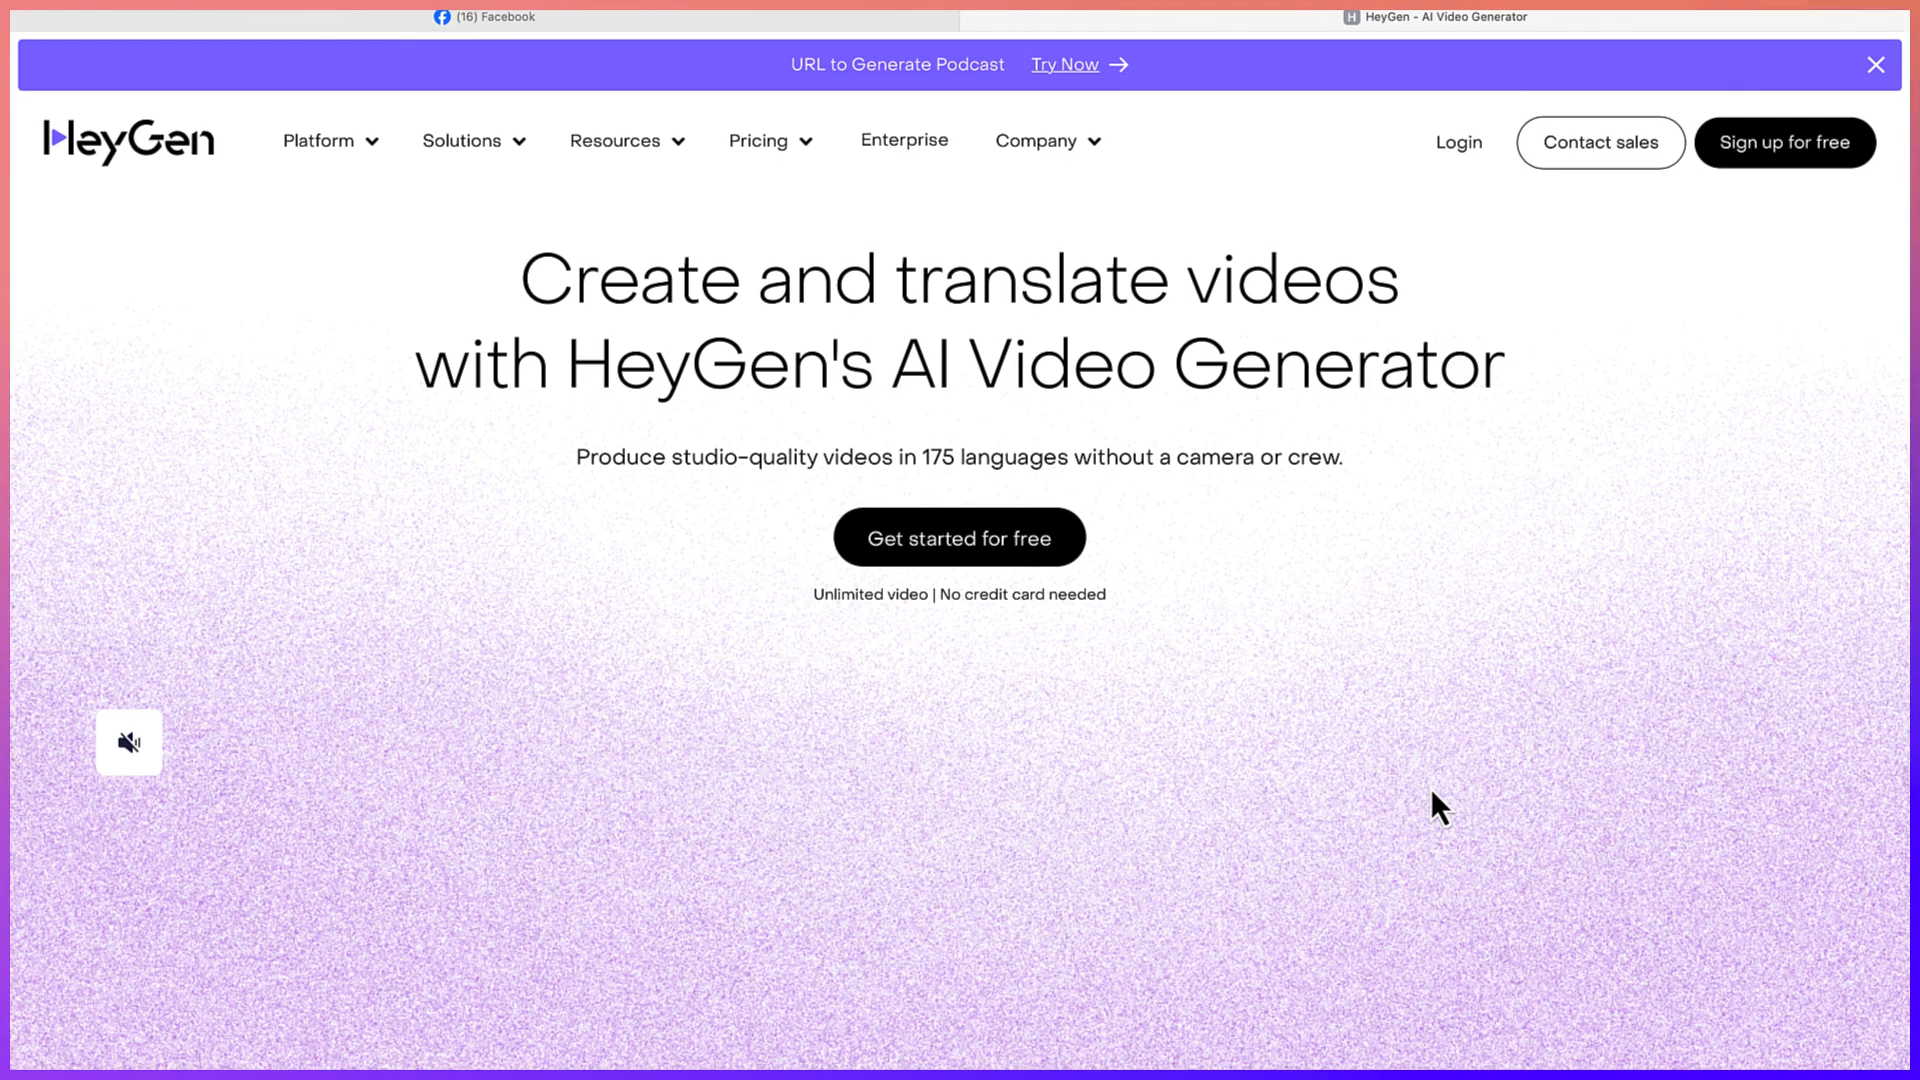 (16) Facebook
HeyGen - AI Video Generator
URL to Generate Podcast Try Now
HeyGen
Platform
Solutions
Resources
Pricing
Enterprise
Company
Login
Contact sales
Sign up for free
Create and translate videos
with HeyGen's AI Video Generator
Produce studio-quality videos in 175 languages without a camera or crew.
Get started for free
Unlimited video | No credit card needed